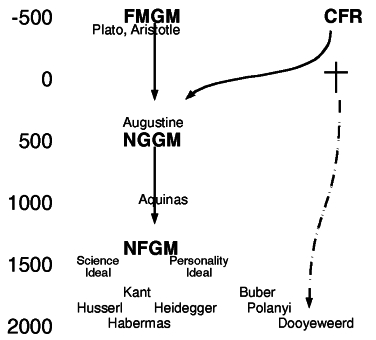 -500 FMGM CFR
Plato, Aristotle
0
Augustine
500 NGGM
1000 Aquinas
NFGM
1500 Science Personality
Ideal Ideal
Kant Buber
Husserl Heidegger Polanyi
2000 Habermas Dooyeweerd